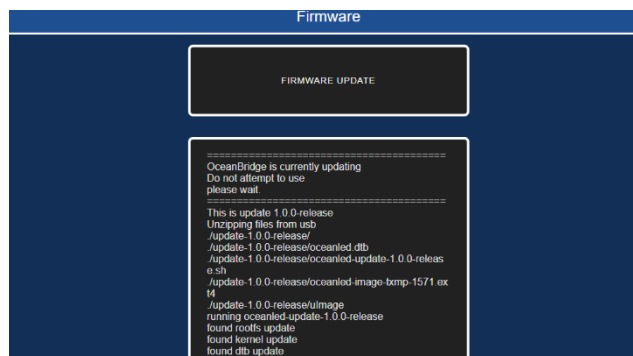 Firmware
FIRMWARE UPDATE
========================================
OceanBridge is currently updating
Do not attempt to use
please wait.
========================================
This is update 1.0.0-release
Unzipping files from usb
./update-1.0.0-release/
./update-1.0.0-release/oceanled.dtb
./update-1.0.0-release/oceanled-update-1.0.0-releas
e.sh
./update-1.0.0-release/oceanled-image-txmp-1571.ex
t4
./update-1.0.0-release/uImage
running oceanled-update-1.0.0-release
found rootfs update
found kernel update
found dtb update